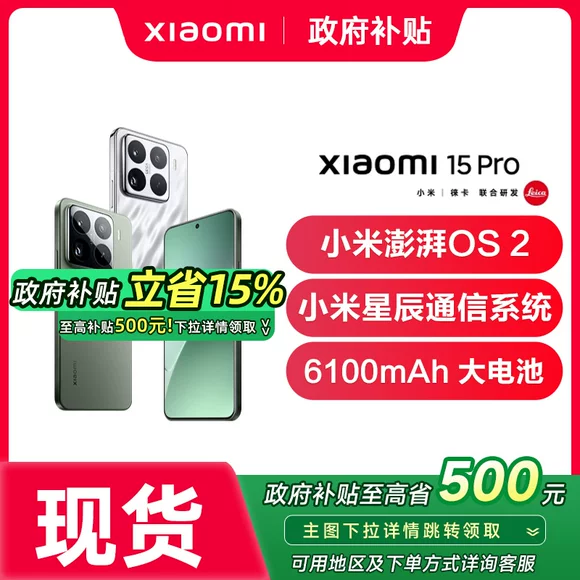 xiaomi | 政府补贴
xiaomi 15 Pro
小米 | 徕卡 联合研发 Leica
小米澎湃OS 2
小米星辰通信系统
6100mAh 大电池
政府补贴 立省15%
至高补贴500元!下拉详情领取
xiaomi
现货
政府补贴至高省500元
主图下拉详情跳转领取
可用地区及下单方式详询客服